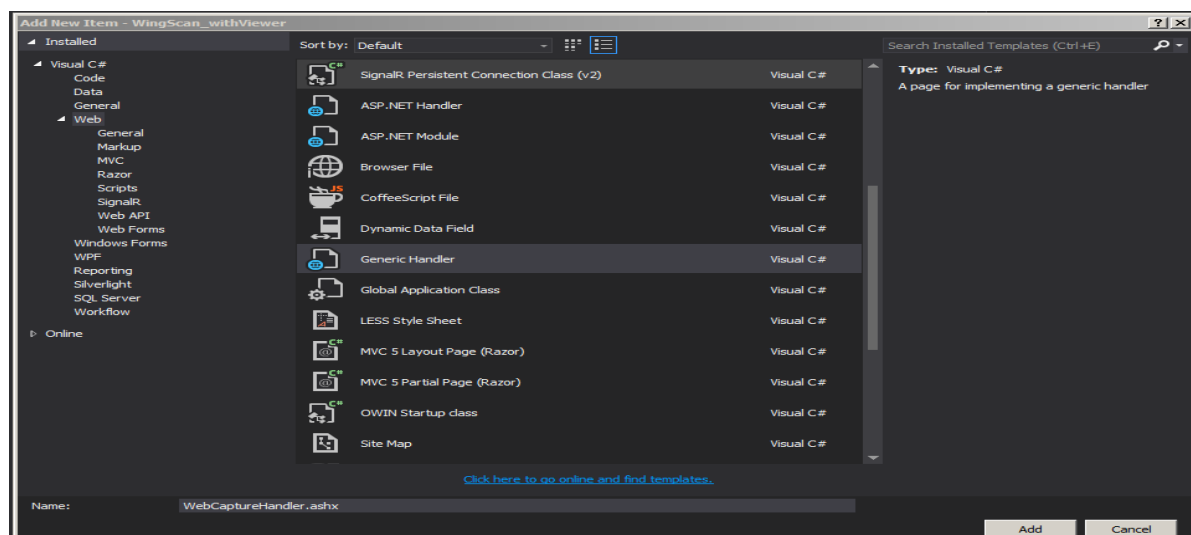 Add New Item - WingScan_withViewer
Installed
Sort by: Default
Search Installed Templates (Ctrl+E)
Visual C#
Code
Data
General
Web
General
Markup
MVC
Razor
Scripts
SignalR
Web API
Web Forms
Windows Forms
WPF
Reporting
Silverlight
SQL Server
Workflow
Online
SignalR Persistent Connection Class (v2) Visual C#
ASP.NET Handler Visual C#
ASP.NET Module Visual C#
Browser File Visual C#
CoffeeScript File Visual C#
Dynamic Data Field Visual C#
Generic Handler Visual C#
Global Application Class Visual C#
LESS Style Sheet Visual C#
MVC 5 Layout Page (Razor) Visual C#
MVC 5 Partial Page (Razor) Visual C#
OWIN Startup class Visual C#
Site Map Visual C#
Click here to go online and find templates.
Type: Visual C#
A page for implementing a generic handler
Name: WebCaptureHandler.ashx
Add Cancel